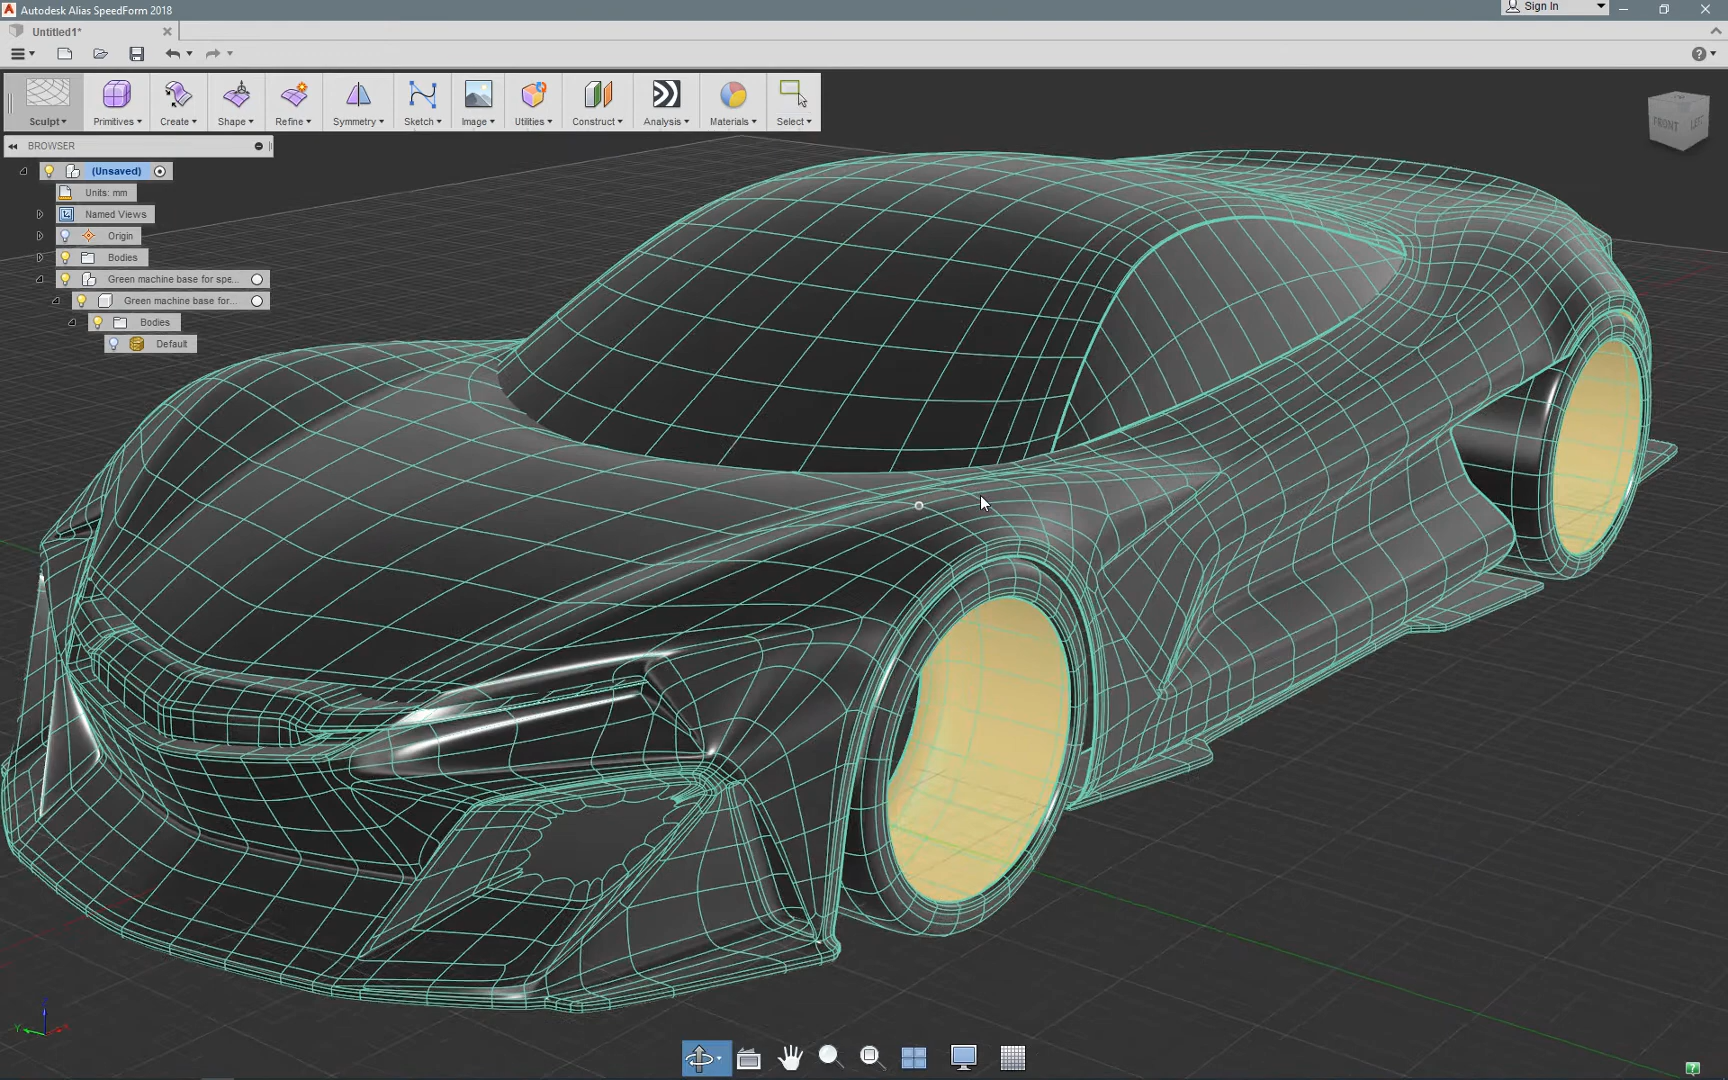 Autodesk Alias SpeedForm 2018
Sign In
Untitled1*
Sculpt
Primitives
Create
Shape
Refine
Symmetry
Sketch
Image
Utilities
Construct
Analysis
Materials
Select
BROWSER
(Unsaved)
Units: mm
Named Views
Origin
Bodies
Green machine base for spe...
Green machine base for...
Bodies
Default
FRONT
Y